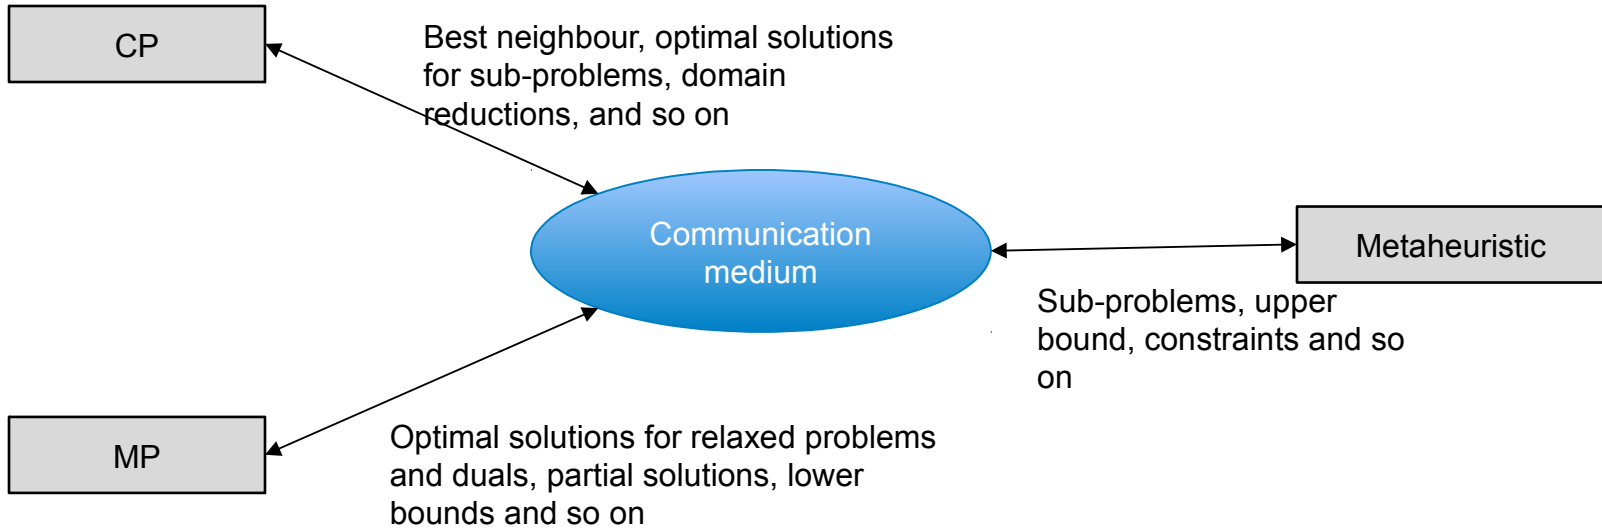 CP
Best neighbour, optimal solutions
for sub-problems, domain
reductions, and so on
Communication
medium
Metaheuristic
Sub-problems, upper
bound, constraints and so
on
MP
Optimal solutions for relaxed problems
and duals, partial solutions, lower
bounds and so on